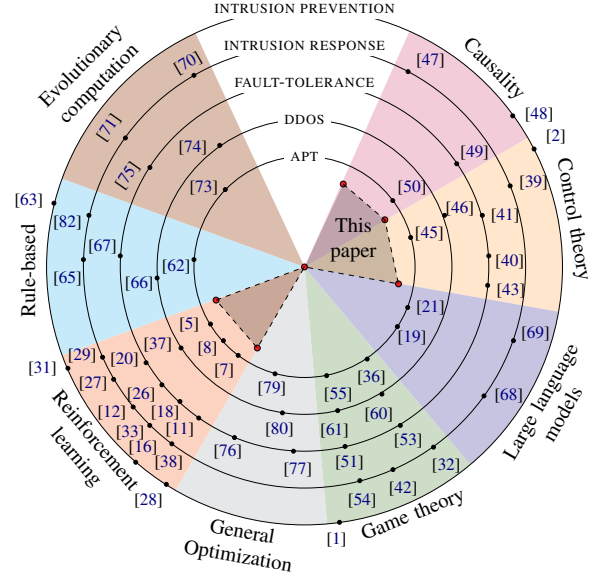 INTRUSION PREVENTION
INTRUSION RESPONSE
FAULT-TOLERANCE
DDOS
APT
Causality
[47]
[48]
[49]
[50]
Control theory
[2]
[39]
[46]
[41]
[45]
[40]
[43]
Large language
models
[21]
[19]
[69]
[68]
Game theory
[36]
[55]
[60]
[61]
[53]
[32]
[51]
[42]
[54]
[1]
General
Optimization
[79]
[80]
[76]
[77]
Reinforcement
learning
[5]
[8]
[7]
[37]
[29]
[20]
[31]
[27]
[26]
[12]
[18]
[33]
[11]
[16]
[38]
[28]
Rule-based
[63]
[82]
[67]
[62]
[65]
[66]
Evolutionary
computation
[70]
[71]
[74]
[75]
[73]
This
paper